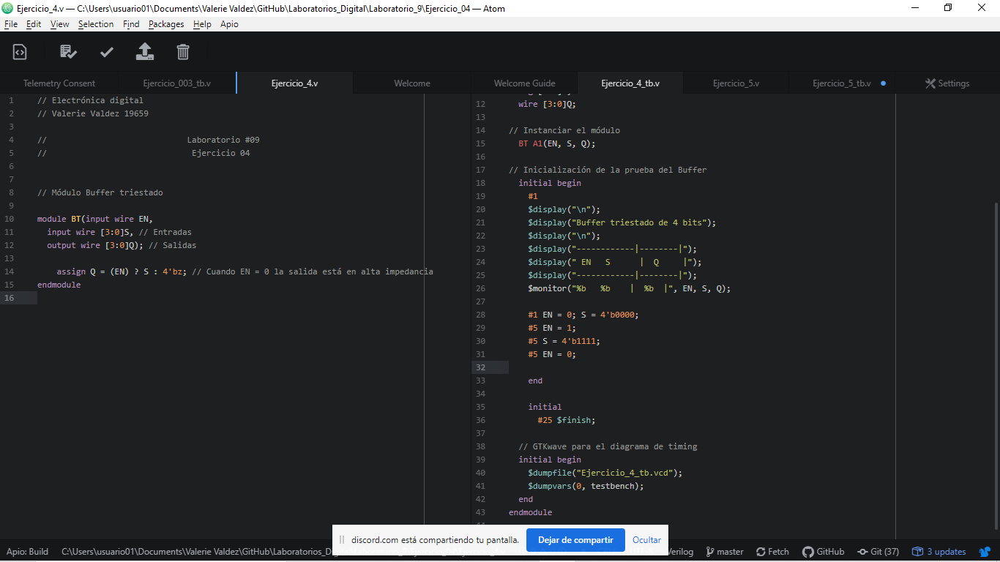 Ejercicio_4.v — C:\Users\usuario01\Documents\Valerie Valdez\GitHub\Laboratorios_Digital\Laboratorio_9\Ejercicio_04 — Atom
File Edit View Selection Find Packages Help Apio
Telemetry Consent Ejercicio_003_tb.v Ejercicio_4.v Welcome Welcome Guide Ejercicio_4_tb.v Ejercicio_5.v Ejercicio_5_tb.v Settings
1 // Electrónica digital
2 // Valerie Valdez 19659
3
4 // Laboratorio #09
5 // Ejercicio 04
6
7
8 // Módulo Buffer triestado
9
10 module BT(input wire EN,
11 input wire [3:0]S, // Entradas
12 output wire [3:0]Q); // Salidas
13
14 assign Q = (EN) ? S : 4'bz; // Cuando EN = 0 la salida está en alta impedancia
15 endmodule
16
12 wire [3:0]Q;
13
14 // Instanciar el módulo
15 BT A1(EN, S, Q);
16
17 // Inicialización de la prueba del Buffer
18 initial begin
19 #1
20 $display("\n");
21 $display("Buffer triestado de 4 bits");
22 $display("\n");
23 $display("------------|--------|");
24 $display(" EN   S      |  Q     |");
25 $display("------------|--------|");
26 $monitor("%b   %b    |  %b  |", EN, S, Q);
27
28 #1 EN = 0; S = 4'b0000;
29 #5 EN = 1;
30 #5 S = 4'b1111;
31 #5 EN = 0;
32
33 end
34
35 initial
36 #25 $finish;
37
38 // GTKwave para el diagrama de timing
39 initial begin
40 $dumpfile("Ejercicio_4_tb.vcd");
41 $dumpvars(0, testbench);
42 end
43 endmodule
discord.com está compartiendo tu pantalla. Dejar de compartir Ocultar
Apio: Build C:\Users\usuario01\Documents\Valerie Valdez\GitHub\Laboratorios_D Verilog master Fetch GitHub Git (37) 3 updates